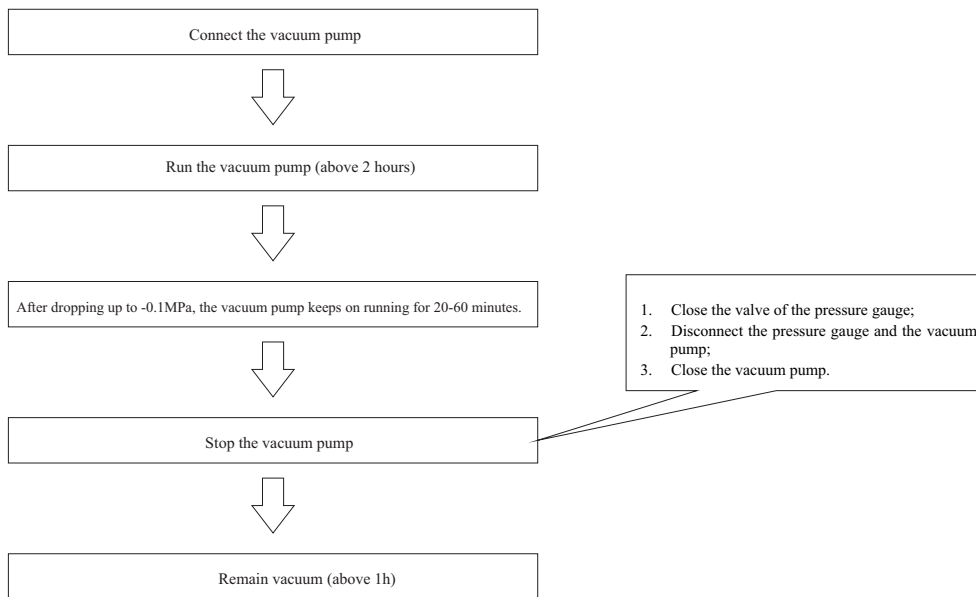 Connect the vacuum pump
Run the vacuum pump (above 2 hours)
After dropping up to -0.1MPa, the vacuum pump keeps on running for 20-60 minutes.
1. Close the valve of the pressure gauge;
2. Disconnect the pressure gauge and the vacuum
pump;
3. Close the vacuum pump.
Stop the vacuum pump
Remain vacuum (above 1h)